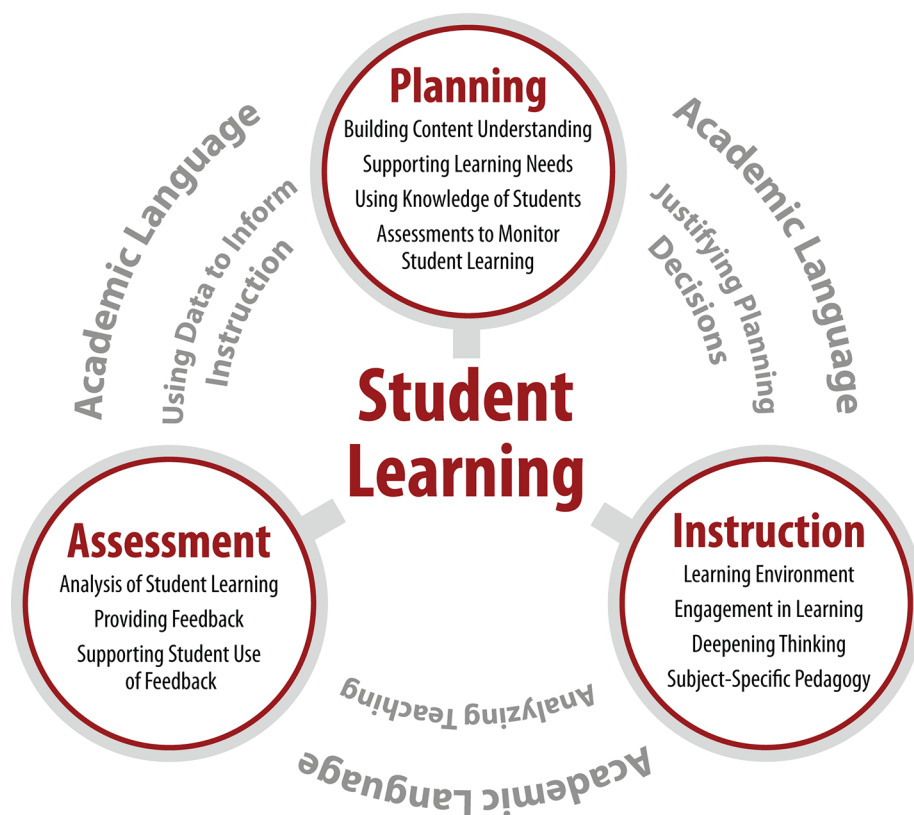 Planning
Building Content Understanding
Supporting Learning Needs
Using Knowledge of Students
Assessments to Monitor
Student Learning
Academic Language
Using Data to Inform
Instruction
Academic Language
Justifying Planning
Decisions
Student
Learning
Assessment
Analysis of Student Learning
Providing Feedback
Supporting Student Use
of Feedback
Instruction
Learning Environment
Engagement in Learning
Deepening Thinking
Subject-Specific Pedagogy
Analyzing Teaching
Academic Language